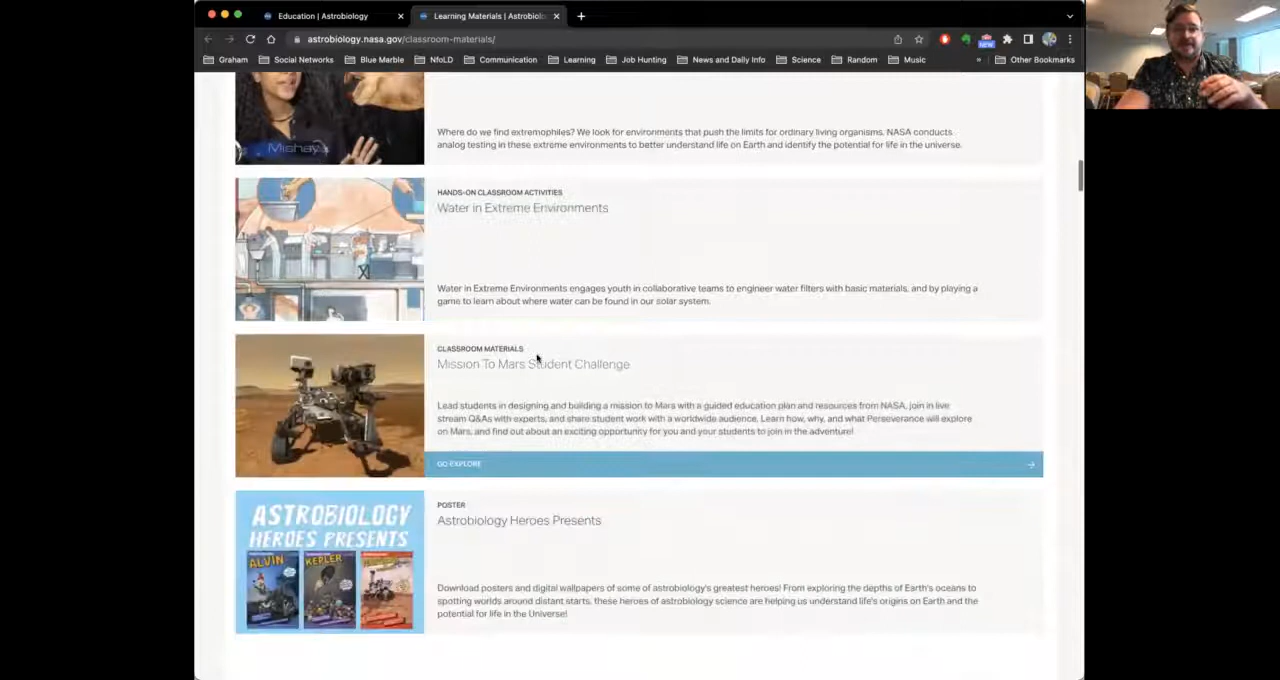 Education | Astrobiology
Learning Materials | Astrobiolo
astrobiology.nasa.gov/classroom-materials/
NEW
Graham
Social Networks
Blue Marble
NfoLD
Communication
Learning
Job Hunting
News and Daily Info
Science
Random
Music
»
Other Bookmarks
Mishay
Where do we find extremophiles? We look for environments that push the limits for ordinary living organisms. NASA conducts
analog testing in these extreme environments to better understand life on Earth and identify the potential for life in the universe.
HANDS-ON CLASSROOM ACTIVITIES
Water in Extreme Environments
Water in Extreme Environments engages youth in collaborative teams to engineer water filters with basic materials, and by playing a
game to learn about where water can be found in our solar system.
CLASSROOM MATERIALS
Mission To Mars Student Challenge
Lead students in designing and building a mission to Mars with a guided education plan and resources from NASA, join in live
stream Q&As with experts, and share student work with a worldwide audience. Learn how, why, and what Perseverance will explore
on Mars, and find out about an exciting opportunity for you and your students to join in the adventure!
GO EXPLORE
ASTROBIOLOGY
HEROES PRESENTS
ALVIN
KEPLER
POSTER
Astrobiology Heroes Presents
Download posters and digital wallpapers of some of astrobiology's greatest heroes! From exploring the depths of Earth's oceans to
spotting worlds around distant starts, these heroes of astrobiology science are helping us understand life's origins on Earth and the
potential for life in the Universe!